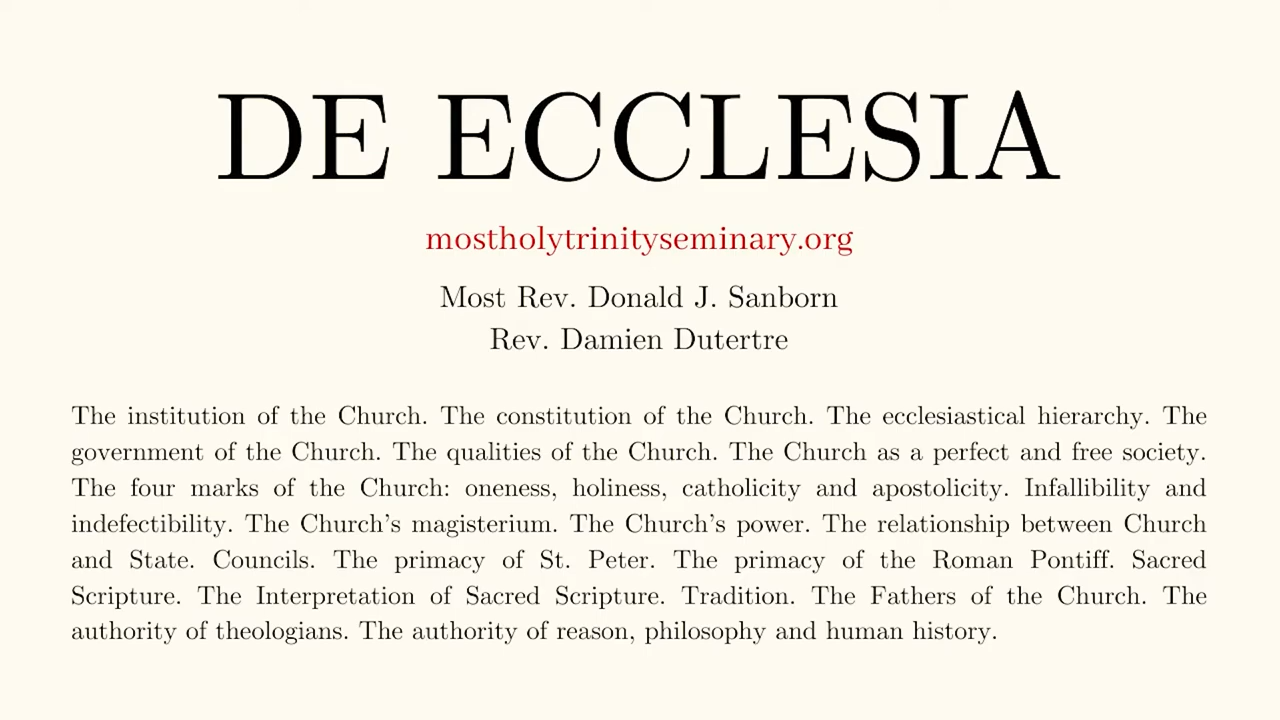 DE ECCLESIA
mostholytrinityseminary.org
Most Rev. Donald J. Sanborn
Rev. Damien Dutertre
The institution of the Church. The constitution of the Church. The ecclesiastical hierarchy. The
government of the Church. The qualities of the Church. The Church as a perfect and free society.
The four marks of the Church: oneness, holiness, catholicity and apostolicity. Infallibility and
indefectibility. The Church's magisterium. The Church's power. The relationship between Church
and State. Councils. The primacy of St. Peter. The primacy of the Roman Pontiff. Sacred
Scripture. The Interpretation of Sacred Scripture. Tradition. The Fathers of the Church. The
authority of theologians. The authority of reason, philosophy and human history.